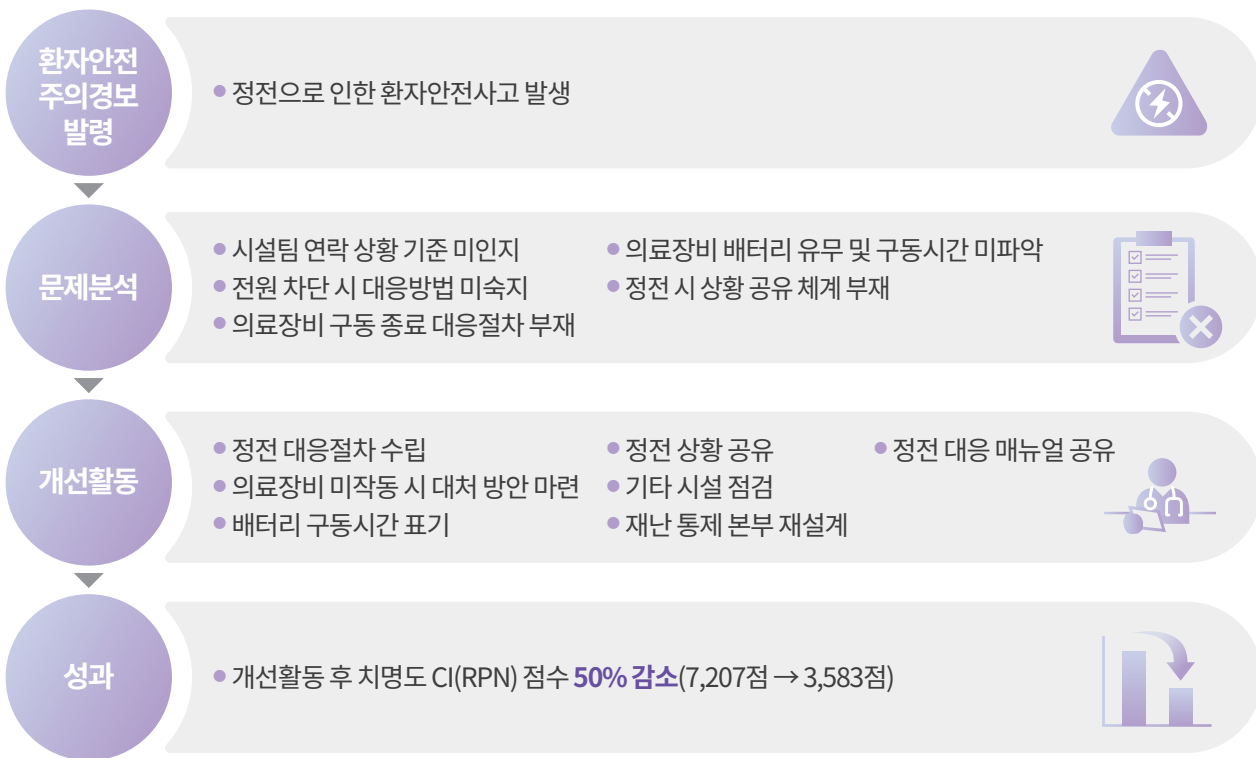 환자안전
주의경보
발령
● 정전으로 인한 환자안전사고 발생
문제분석
● 시설팀 연락 상황 기준 미인지
● 전원 차단 시 대응방법 미숙지
● 의료장비 구동 종료 대응절차 부재
● 의료장비 배터리 유무 및 구동시간 미파악
● 정전 시 상황 공유 체계 부재
개선활동
● 정전 대응절차 수립
● 의료장비 미작동 시 대처 방안 마련
● 배터리 구동시간 표기
● 정전 상황 공유
● 기타 시설 점검
● 재난 통제 본부 재설계
● 정전 대응 매뉴얼 공유
성과
● 개선활동 후 치명도 CI(RPN) 점수 50% 감소(7,207점 → 3,583점)